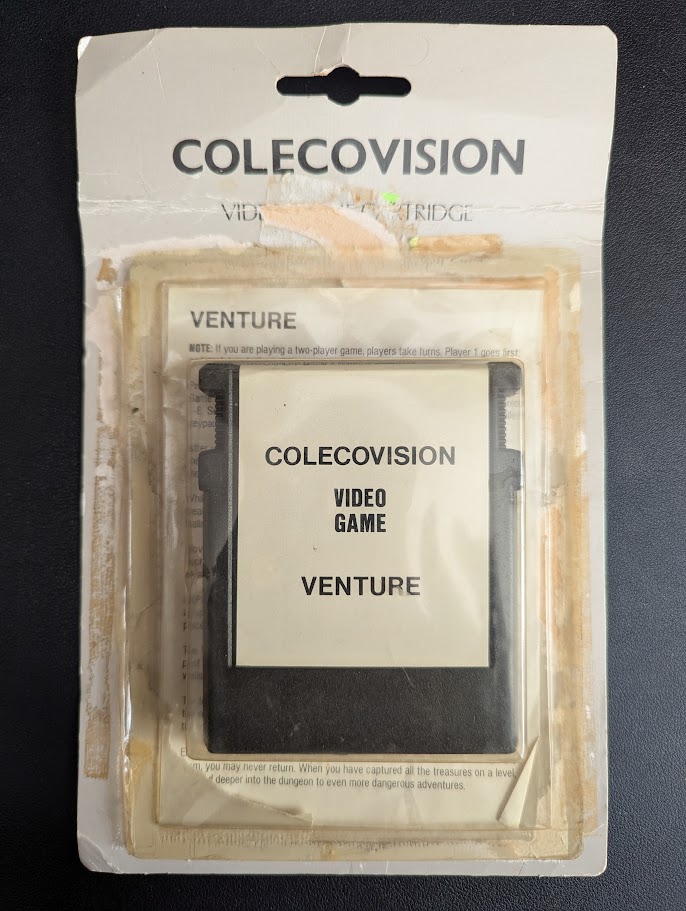 COLECOVISION
VIDE CARTRIDGE
VENTURE
NOTE: If you are playing a two-player game, players take turns. Player 1 goes first
COLECOVISION
VIDEO
GAME
VENTURE
m, you may never return. When you have captured all the treasures on a level,
deeper into the dungeon to even more dangerous adventures.